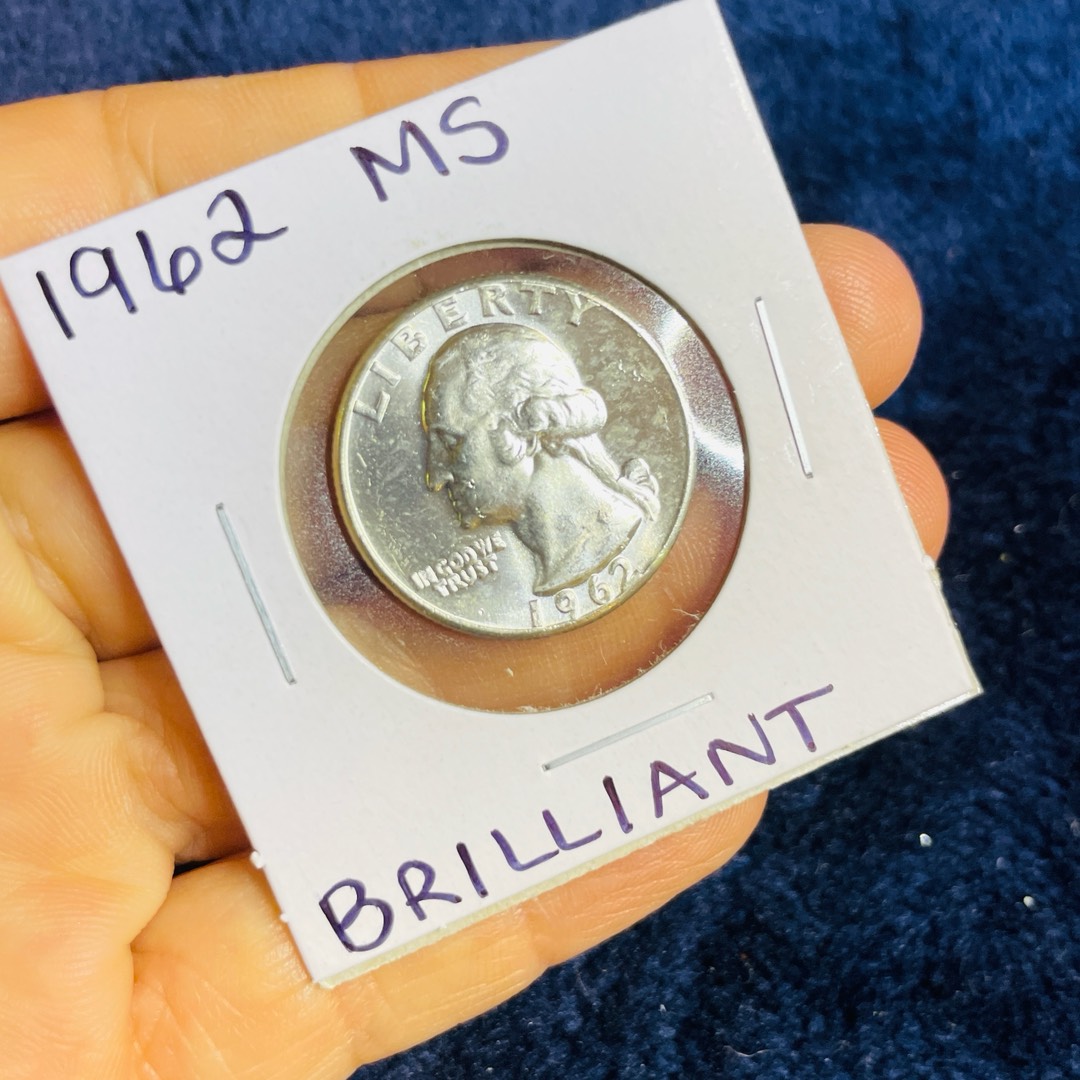 1962 MS
LIBERTY
IN GOD WE
TRUST
1962
BRILLIANT